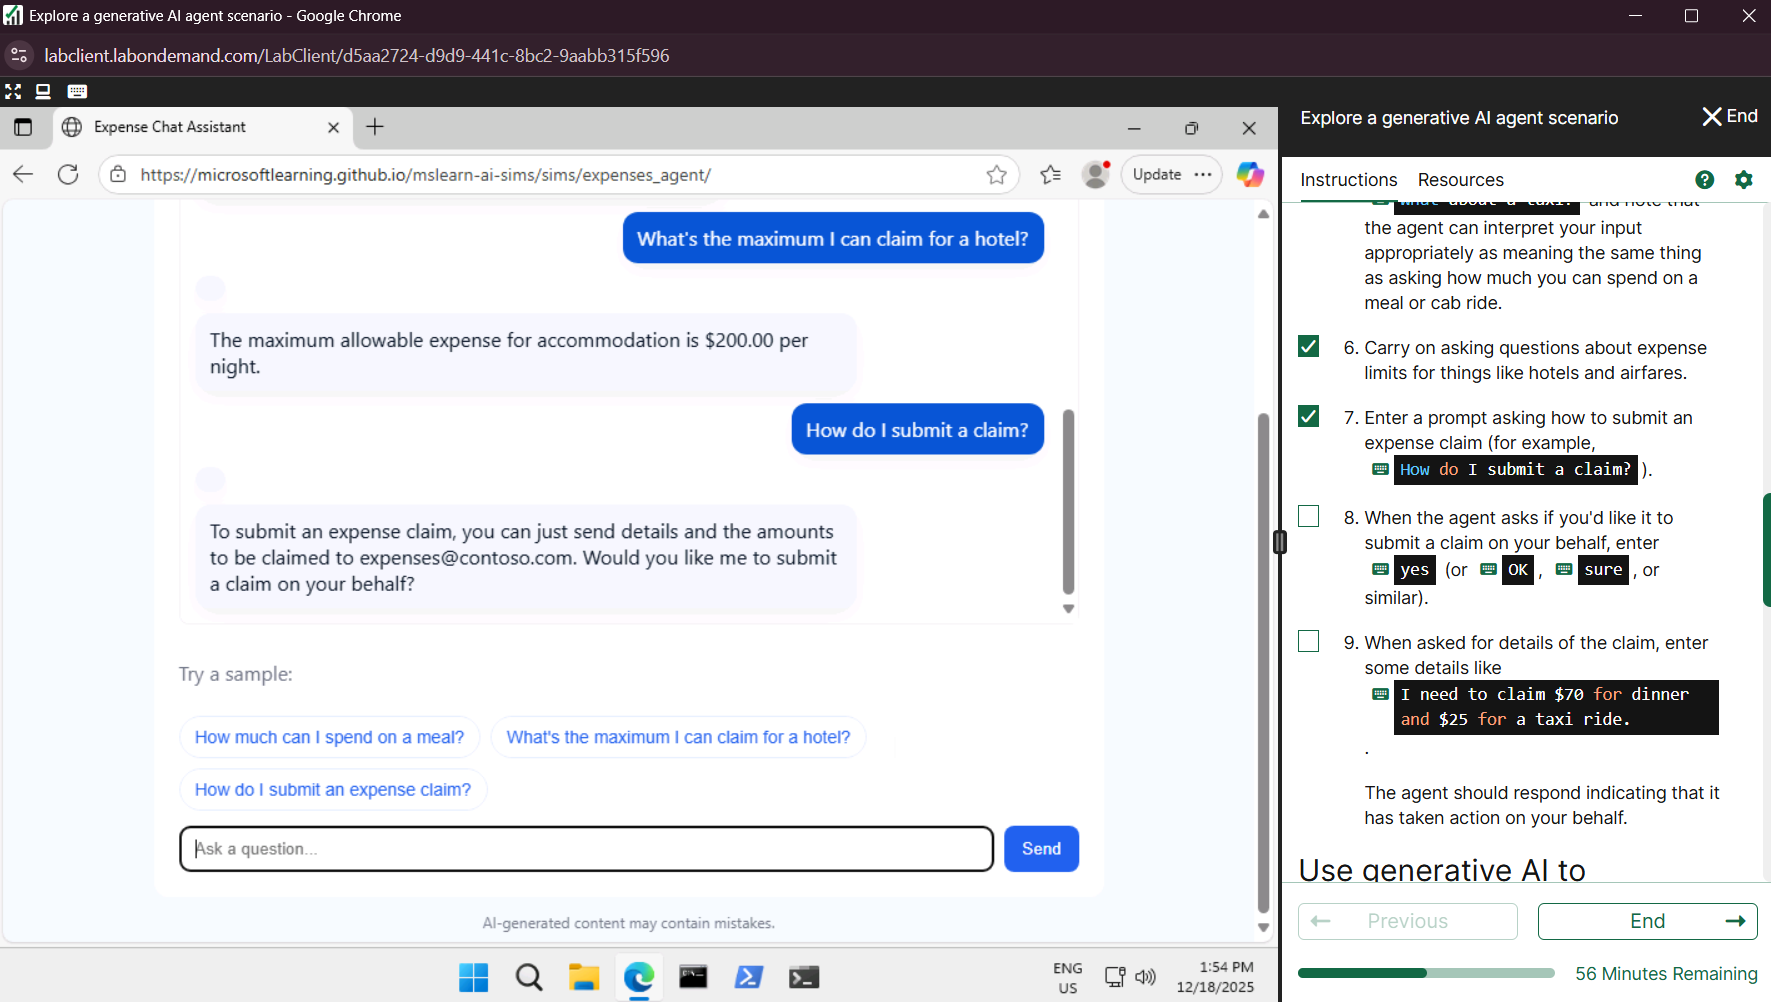 Explore a generative AI agent scenario - Google Chrome
labclient.labondemand.com/LabClient/d5aa2724-d9d9-441c-8bc2-9aabb315f596
Expense Chat Assistant
https://microsoftlearning.github.io/mslearn-ai-sims/sims/expenses_agent/
Update
What's the maximum I can claim for a hotel?
The maximum allowable expense for accommodation is $200.00 per
night.
How do I submit a claim?
To submit an expense claim, you can just send details and the amounts
to be claimed to expenses@contoso.com. Would you like me to submit
a claim on your behalf?
Try a sample:
How much can I spend on a meal?
What's the maximum I can claim for a hotel?
How do I submit an expense claim?
Ask a question...
Send
AI-generated content may contain mistakes.
ENG
US
1:54 PM
12/18/2025
Explore a generative AI agent scenario
End
Instructions
Resources
What about a taxi? and note that
the agent can interpret your input
appropriately as meaning the same thing
as asking how much you can spend on a
meal or cab ride.
6. Carry on asking questions about expense
limits for things like hotels and airfares.
7. Enter a prompt asking how to submit an
expense claim (for example,
How do I submit a claim? ).
8. When the agent asks if you'd like it to
submit a claim on your behalf, enter
yes (or OK , sure , or
similar).
9. When asked for details of the claim, enter
some details like
I need to claim $70 for dinner
and $25 for a taxi ride.
.
The agent should respond indicating that it
has taken action on your behalf.
Use generative AI to
Previous
End
56 Minutes Remaining